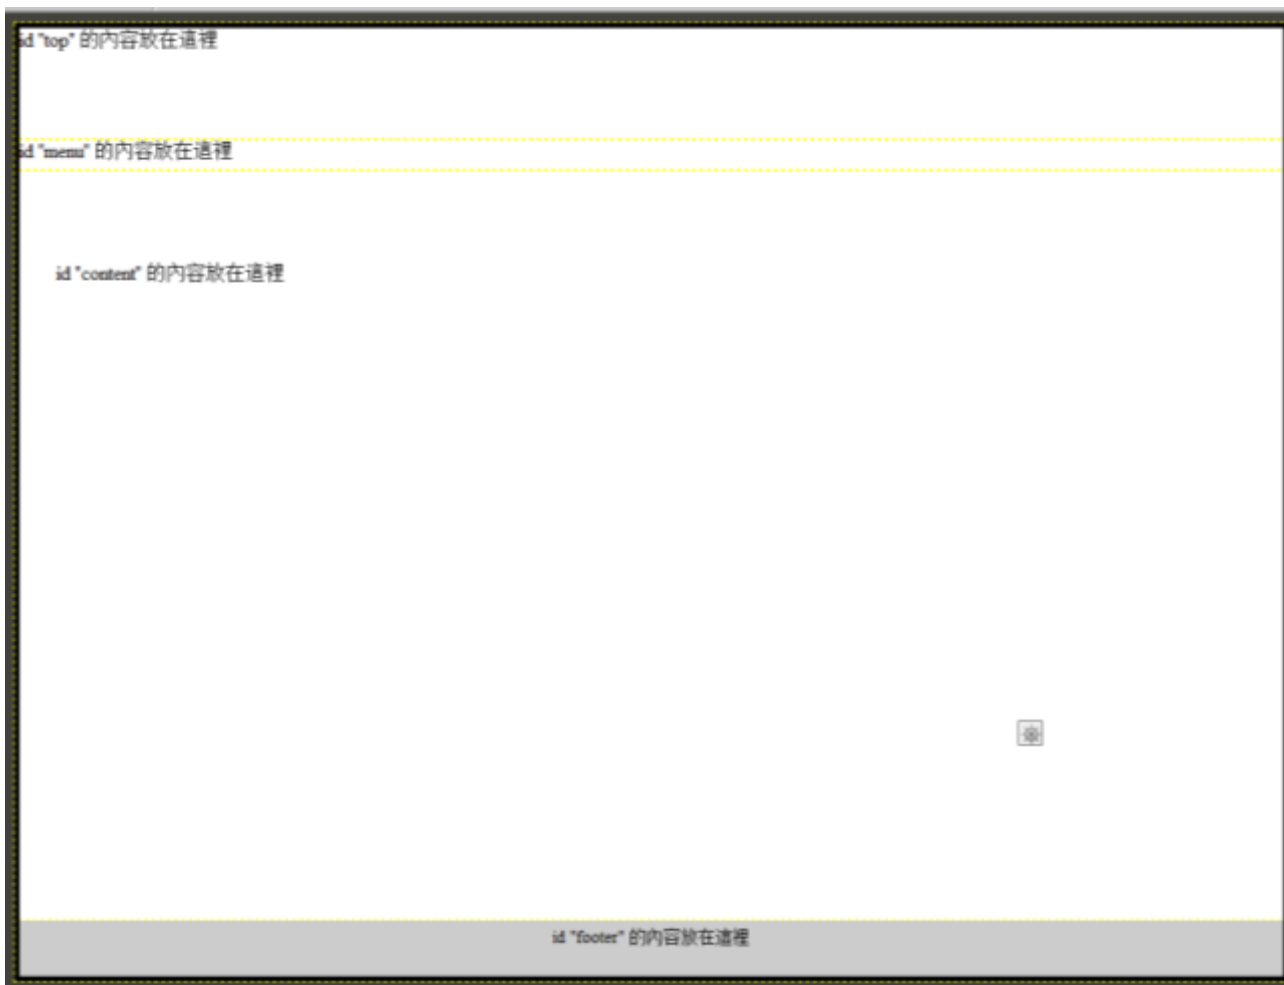 id "top" 的內容放在這裡
id "menu" 的內容放在這裡
id "content" 的內容放在這裡
id "footer" 的內容放在這裡